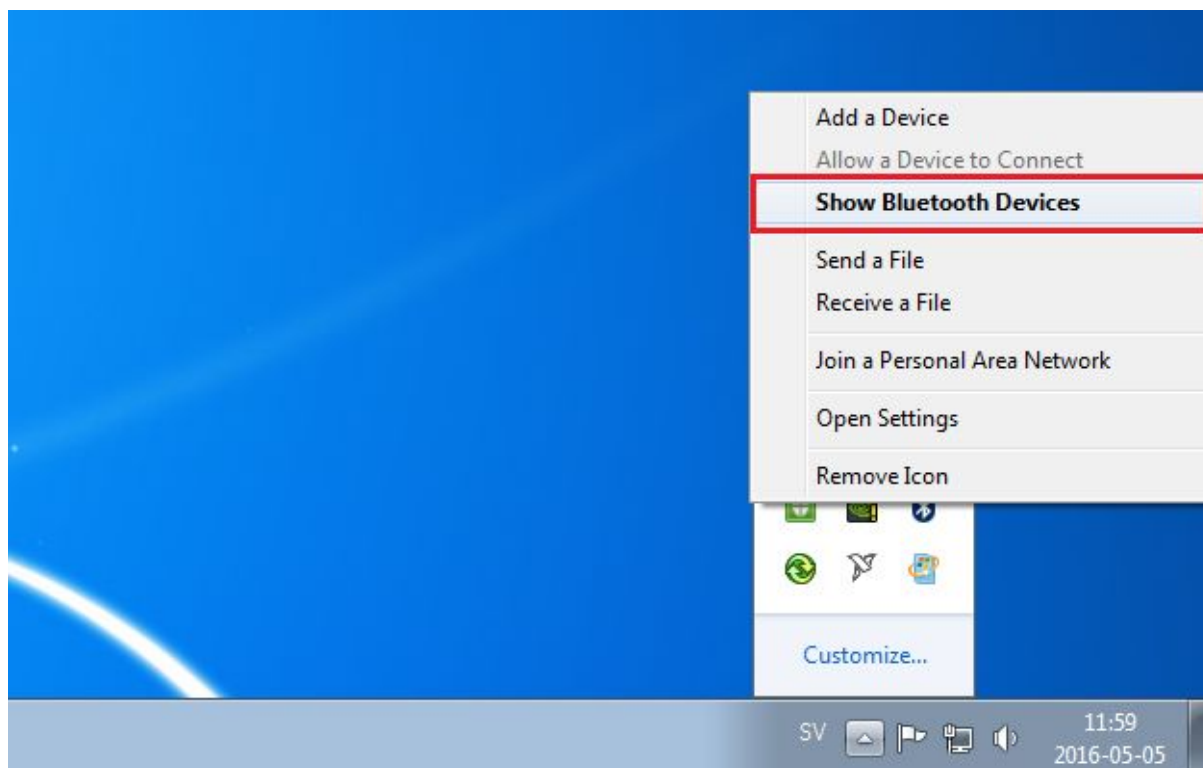 Add a Device
Allow a Device to Connect
Show Bluetooth Devices
Send a File
Receive a File
Join a Personal Area Network
Open Settings
Remove Icon
Customize...
SV
11:59
2016-05-05